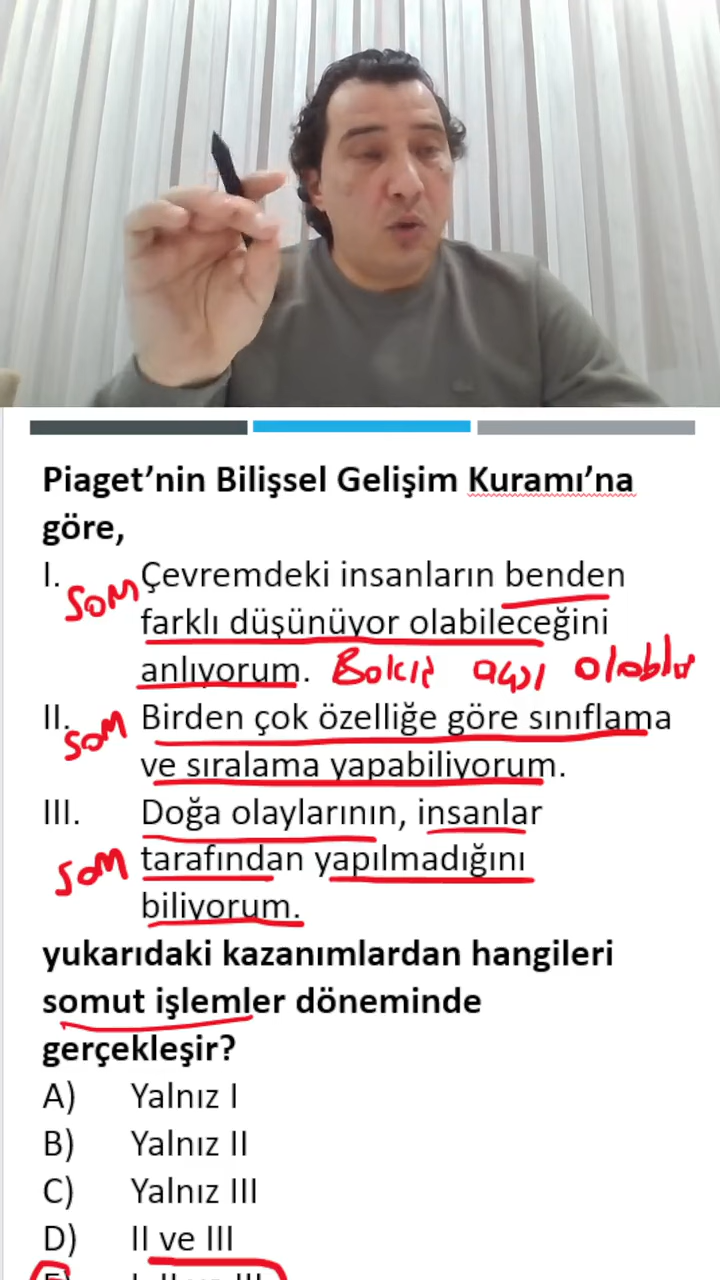 Piaget'nin Bilişsel Gelişim Kuramı'na
göre,
I. Çevremdeki insanların benden
som
farklı düşünüyor olabileceğini
anlıyorum. Bakış açı olabilir
II. Birden çok özelliğe göre sınıflama
som
ve sıralama yapabiliyorum.
III. Doğa olaylarının, insanlar
som tarafından yapılmadığını
biliyorum.
yukarıdaki kazanımlardan hangileri
somut işlemler döneminde
gerçekleşir?
A) Yalnız I
B) Yalnız II
C) Yalnız III
D) II ve III